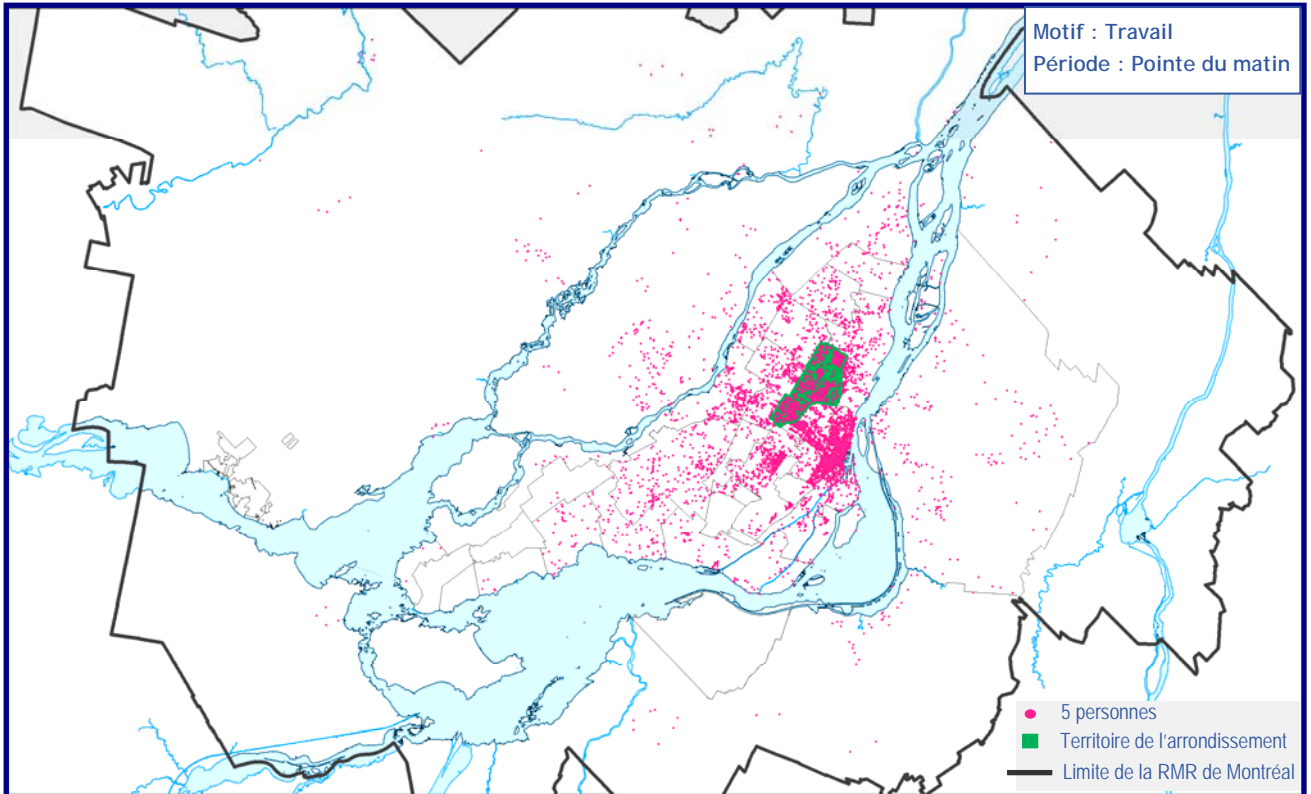 Motif : Travail
Période : Pointe du matin
5 personnes
Territoire de l'arrondissement
Limite de la RMR de Montréal